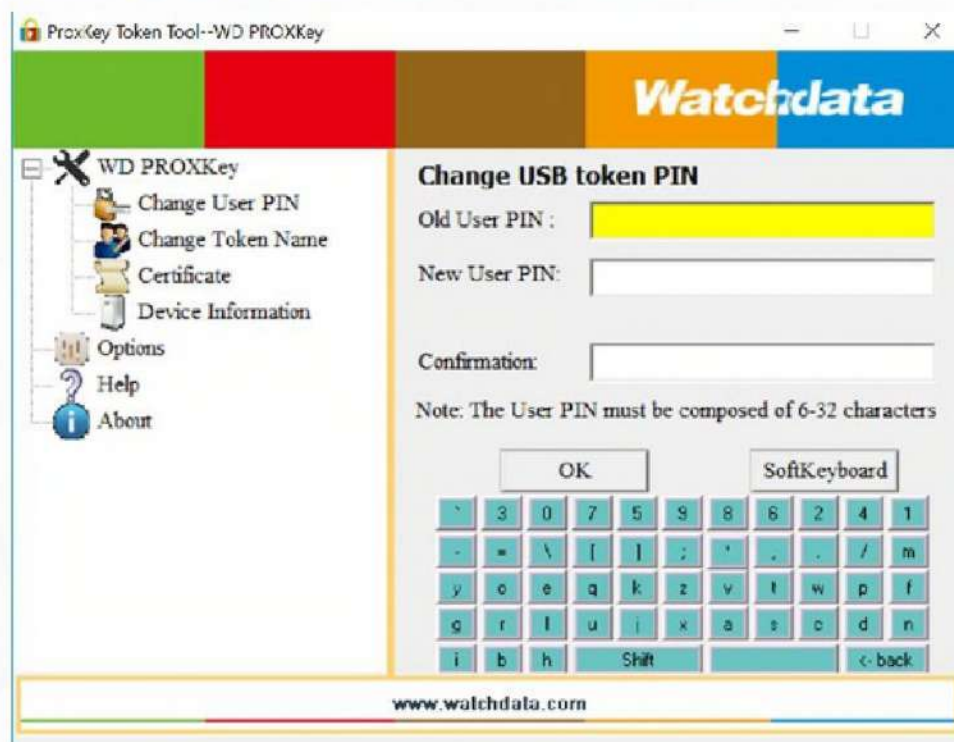 ProxKey Token Tool--WD PROXKey
Watchdata
WD PROXKey
Change User PIN
Change Token Name
Certificate
Device Information
Options
Help
About
Change USB token PIN
Old User PIN :
New User PIN:
Confirmation:
Note: The User PIN must be composed of 6-32 characters
OK
SoftKeyboard
` 3 0 7 5 9 8 6 2 4 1
- = \ [ ] ; ' , . / m
y o e q k z v t w p f
g r l u j x a s c d n
i b h Shift <- back
www.watchdata.com